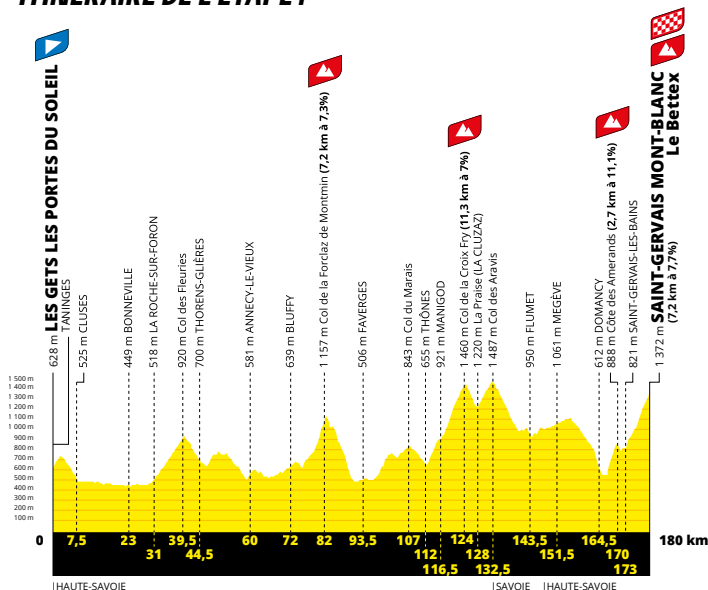 ITINÉRAIRE DE L'ÉTAPE 1
628 m LES GETS LES PORTES DU SOLEIL
TANINGES
525 m CLUSES
449 m BONNEVILLE
518 m LA ROCHE-SUR-FORON
920 m Col des Fleuries
700 m THORENS-GLIÈRES
581 m ANNECY-LE-VIEUX
639 m BLUFFY
1 157 m Col de la Forclaz de Montmin (7,2 km à 7,3%)
506 m FAVERGES
843 m Col du Marais
655 m THÔNES
921 m MANIGOD
1 460 m Col de la Croix Fry (11,3 km à 7%)
1 220 m La Praise (LA CLUZAZ)
1 487 m Col des Aravis
950 m FLUMET
1 061 m MEGÈVE
612 m DOMANCY
888 m Côte des Amerands (2,7 km à 11,1%)
821 m SAINT-GERVAIS-LES-BAINS
1 372 m SAINT-GERVAIS MONT-BLANC
Le Bettex
(7,2 km à 7,7%)
1 500 m
1 400 m
1 300 m
1 200 m
1 100 m
1 000 m
900 m
800 m
700 m
600 m
500 m
400 m
300 m
200 m
100 m
0 7,5 23 39,5 60 72 82 93,5 107 124 143,5 164,5 180 km
31 44,5 112 128 151,5 170
116,5 132,5 173
HAUTE-SAVOIE SAVOIE HAUTE-SAVOIE